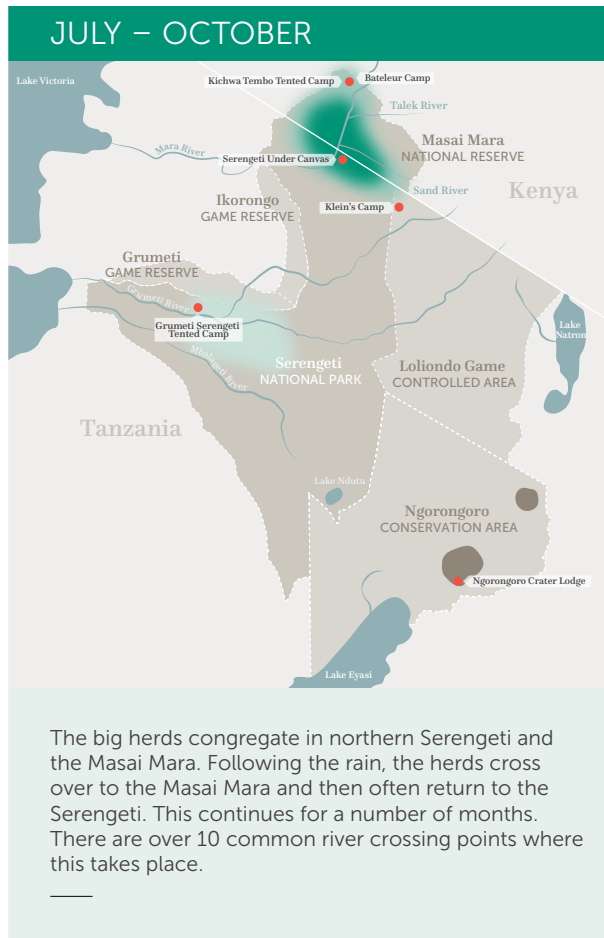 JULY – OCTOBER
Lake Victoria
Kichwa Tembo Tented Camp
Bateleur Camp
Talek River
Mara River
Masai Mara
NATIONAL RESERVE
Serengeti Under Canvas
Sand River
Kenya
Ikorongo
GAME RESERVE
Klein's Camp
Grumeti
GAME RESERVE
Grumeti River
Grumeti Serengeti
Tented Camp
Lake
Natron
Mbalageti River
Serengeti
NATIONAL PARK
Loliondo Game
CONTROLLED AREA
Tanzania
Lake Ndutu
Ngorongoro
CONSERVATION AREA
Ngorongoro Crater Lodge
Lake Eyasi
The big herds congregate in northern Serengeti and
the Masai Mara. Following the rain, the herds cross
over to the Masai Mara and then often return to the
Serengeti. This continues for a number of months.
There are over 10 common river crossing points where
this takes place.